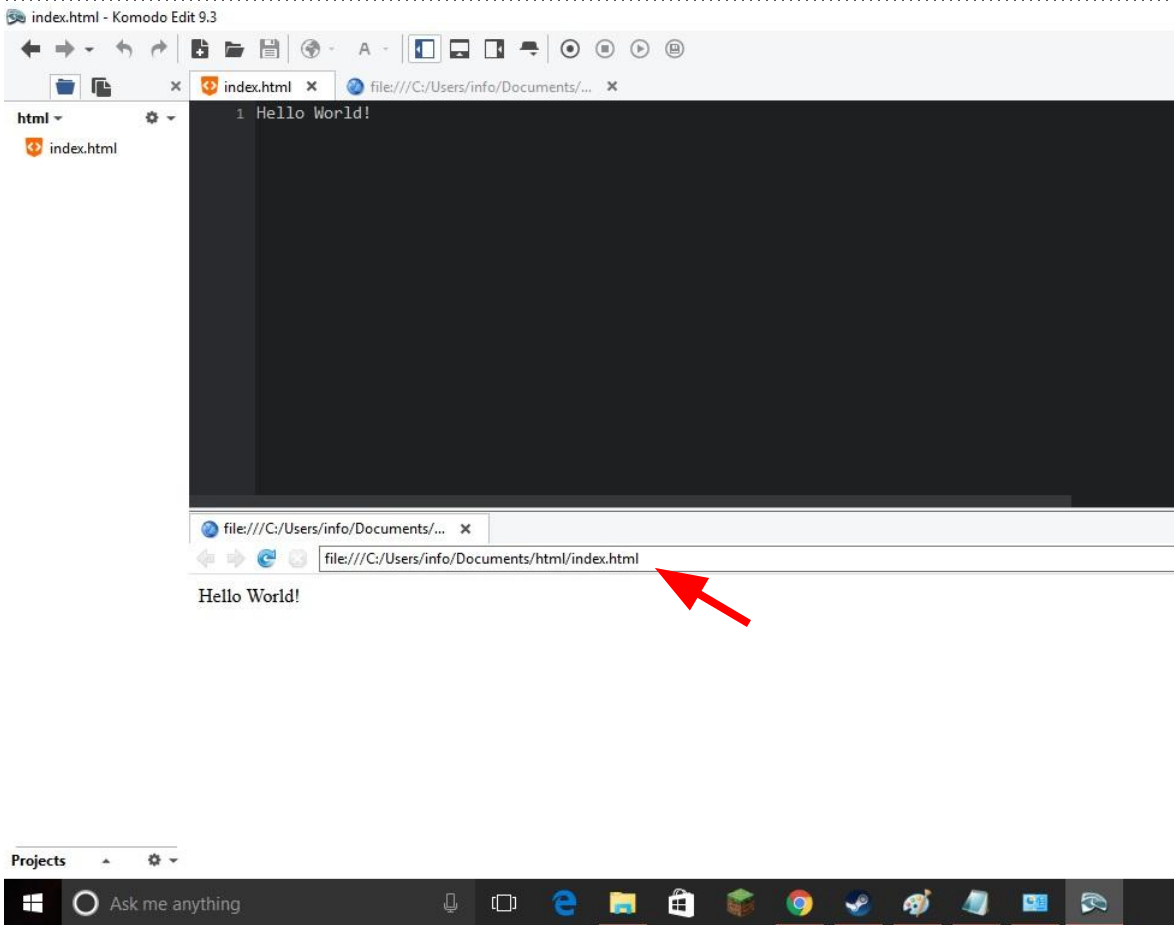 index.html - Komodo Edit 9.3
A
index.html
file:///C:/Users/info/Documents/...
html
1 Hello World!
index.html
file:///C:/Users/info/Documents/...
file:///C:/Users/info/Documents/html/index.html
Hello World!
Projects
Ask me anything